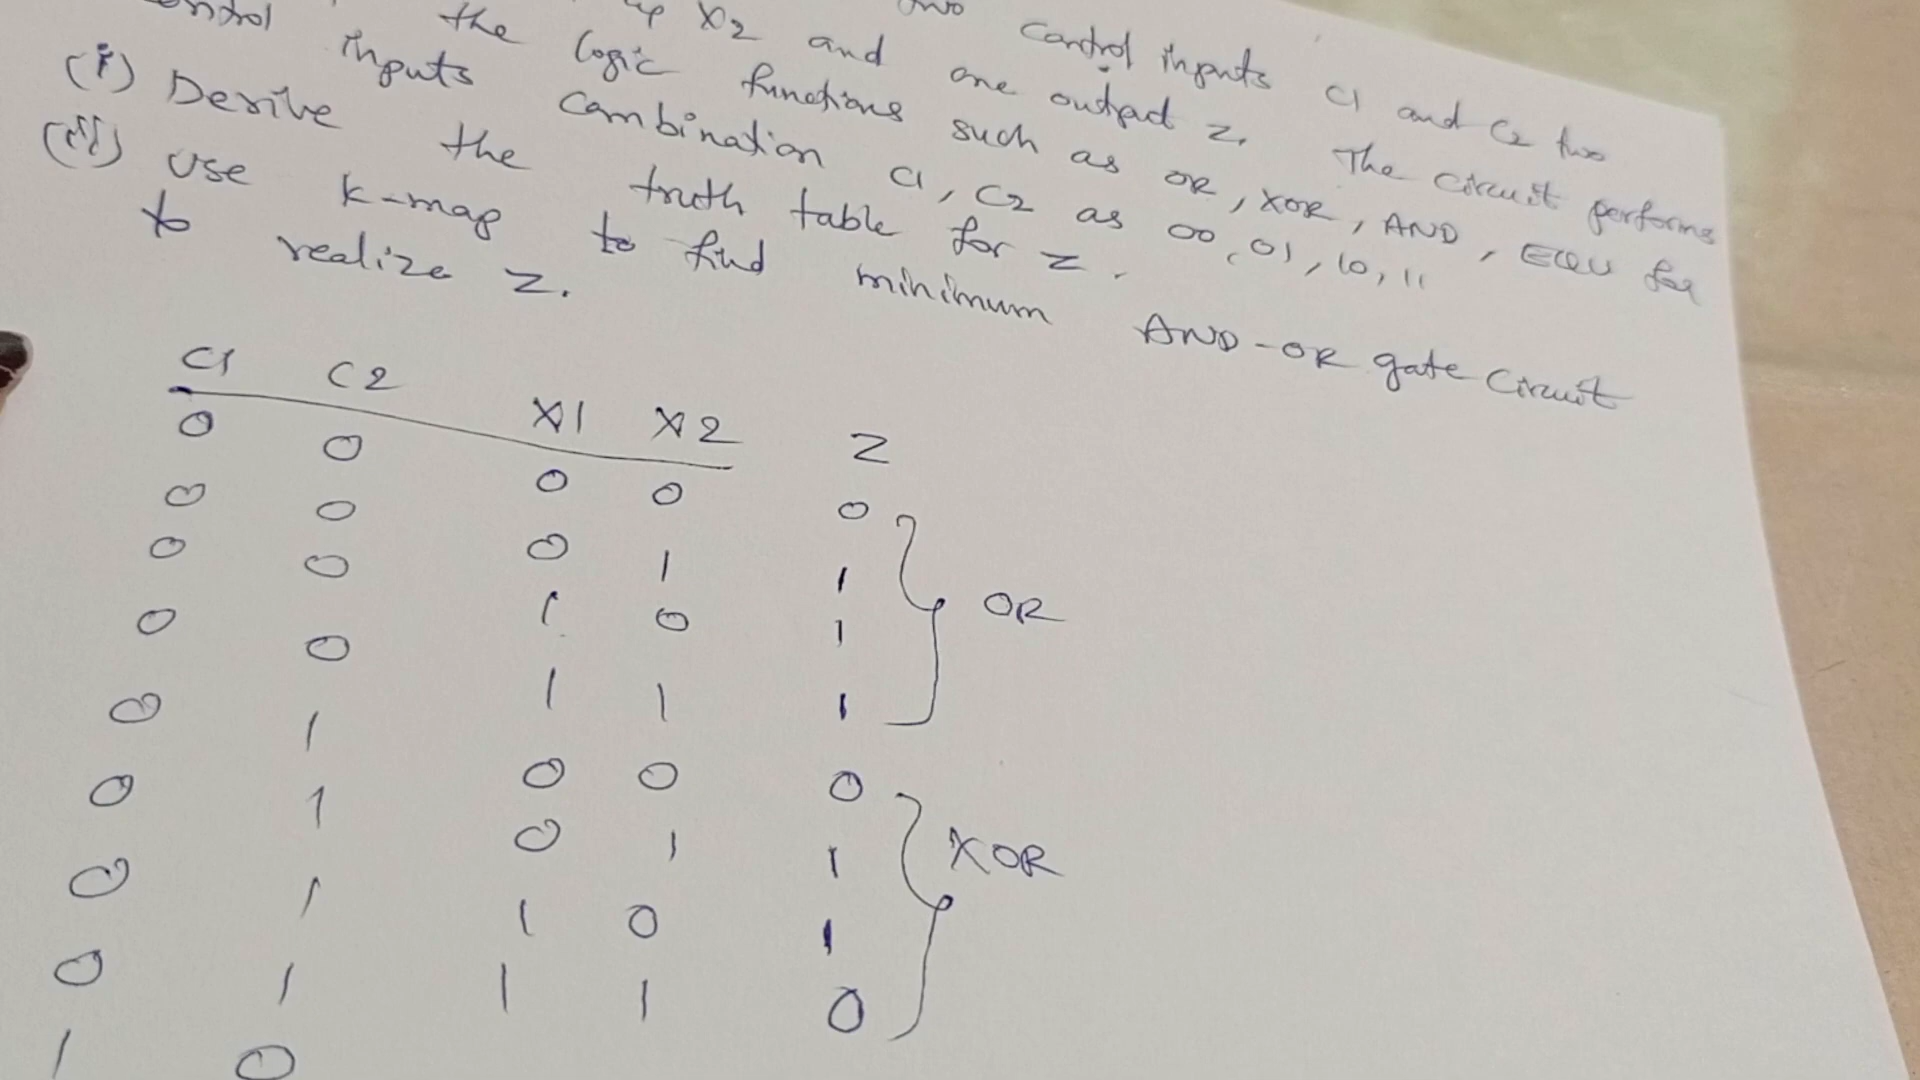 two control inputs C1 and C2 two
X2 and one output Z. The circuit performs
the logic functions such as OR, XOR, AND, EQU for
inputs combination C1, C2 as 00, 01, 10, 11
(i) Derive the truth table for Z.
(ii) Use K-map to find minimum AND-OR gate circuit
to realize Z.
C1 C2 X1 X2 Z
0 0 0 0 0
0 0 0 1 1
0 0 1 0 1 OR
0 0 1 1 1
0 1 0 0 0
0 1 0 1 1 XOR
0 1 1 0 1
0 1 1 1 0
1 0